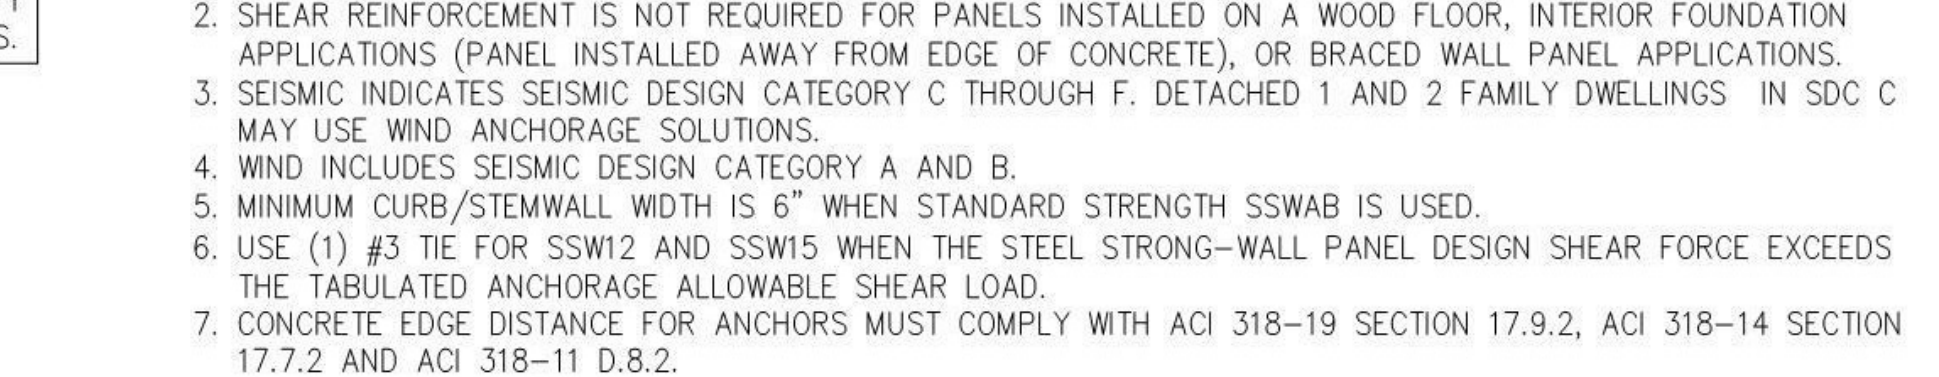 S.
2. SHEAR REINFORCEMENT IS NOT REQUIRED FOR PANELS INSTALLED ON A WOOD FLOOR, INTERIOR FOUNDATION
APPLICATIONS (PANEL INSTALLED AWAY FROM EDGE OF CONCRETE), OR BRACED WALL PANEL APPLICATIONS.
3. SEISMIC INDICATES SEISMIC DESIGN CATEGORY C THROUGH F. DETACHED 1 AND 2 FAMILY DWELLINGS IN SDC C
MAY USE WIND ANCHORAGE SOLUTIONS.
4. WIND INCLUDES SEISMIC DESIGN CATEGORY A AND B.
5. MINIMUM CURB/STEMWALL WIDTH IS 6” WHEN STANDARD STRENGTH SSWAB IS USED.
6. USE (1) #3 TIE FOR SSW12 AND SSW15 WHEN THE STEEL STRONG–WALL PANEL DESIGN SHEAR FORCE EXCEEDS
THE TABULATED ANCHORAGE ALLOWABLE SHEAR LOAD.
7. CONCRETE EDGE DISTANCE FOR ANCHORS MUST COMPLY WITH ACI 318–19 SECTION 17.9.2, ACI 318–14 SECTION
17.7.2 AND ACI 318–11 D.8.2.